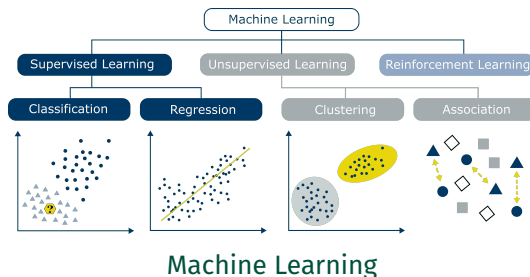 Machine Learning
Supervised Learning
Unsupervised Learning
Reinforcement Learning
Classification
Regression
Clustering
Association
?
Machine Learning